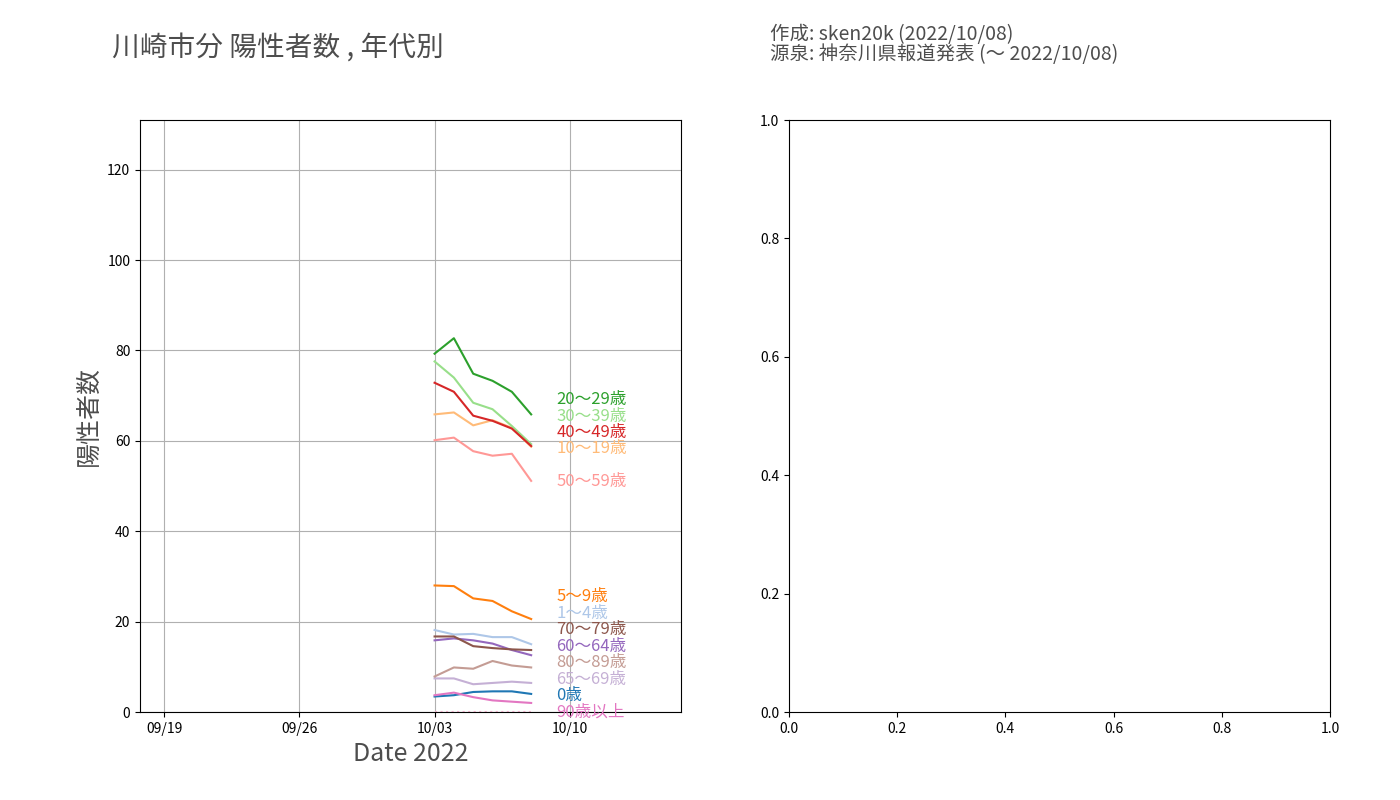 川崎市分 陽性者数 , 年代別
作成: sken20k (2022/10/08)
源泉: 神奈川県報道発表 (～ 2022/10/08)
陽性者数
120
100
80
60
40
20
0
20～29歳
30～39歳
40～49歳
10～19歳
50～59歳
5～9歳
1～4歳
70～79歳
60～64歳
80～89歳
65～69歳
0歳
90歳以上
09/19
09/26
10/03
10/10
Date 2022
1.0
0.8
0.6
0.4
0.2
0.0
0.0
0.2
0.4
0.6
0.8
1.0